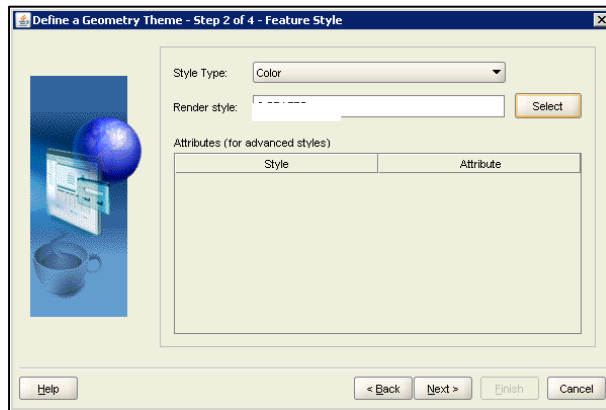 Define a Geometry Theme - Step 2 of 4 - Feature Style
Style Type: Color
Render style: Select
Attributes (for advanced styles)
Style Attribute
Help < Back Next > Finish Cancel